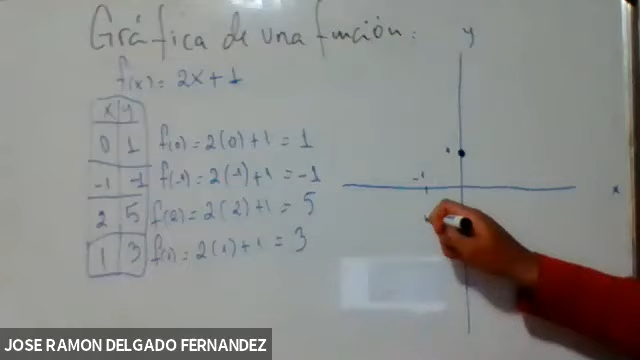 Gráfica de una función:
f(x) = 2x + 1
x y
0 1 f(0) = 2(0) + 1 = 1
-1 -1 f(-1) = 2(-1) + 1 = -1
2 5 f(2) = 2(2) + 1 = 5
1 3 f(1) = 2(1) + 1 = 3
y
1
-1
x
JOSE RAMON DELGADO FERNANDEZ